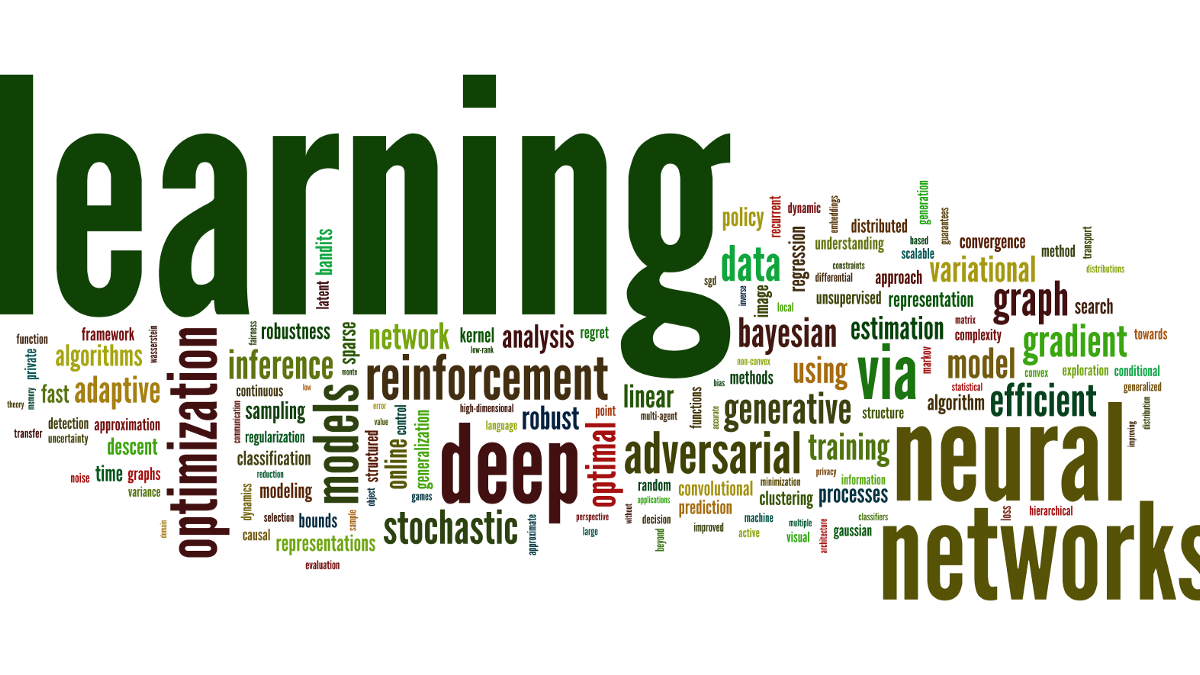 learning
policy
recurrent
dynamic
embeddings
generation
distributed
guarantees
understanding
based
scalable
convergence
method
transport
bandits
latent
data
sgd
regression
constraints
differential
approach
variational
distributions
inverse
image
local
unsupervised
representation
graph
search
function
framework
wasserstein
fairness
robustness
sparse
network
kernel
low-rank
analysis
regret
bayesian
estimation
matrix
complexity
gradient
towards
private
algorithms
optimization
inference
monte
reinforcement
non-convex
methods
bias
using
via
markov
model
convex
exploration
conditional
memory
fast
adaptive
continuous
low
models
linear
functions
accurate
generative
structure
statistical
algorithm
efficient
generalized
theory
communication
sampling
error
value
control
high-dimensional
language
robust
point
multi-agent
distribution
improving
transfer
detection
uncertainty
approximation
descent
regularization
classification
structured
online
generalization
deep
optimal
adversarial
training
neural
noise
time
graphs
variance
reduction
dynamics
modeling
object
games
random
applications
convolutional
prediction
privacy
minimization
information
clustering
processes
domain
selection
bounds
sample
causal
representations
evaluation
stochastic
approximate
perspective
large
without
decision
beyond
improved
machine
active
multiple
visual
architecture
classifiers
gaussian
loss
hierarchical
networks